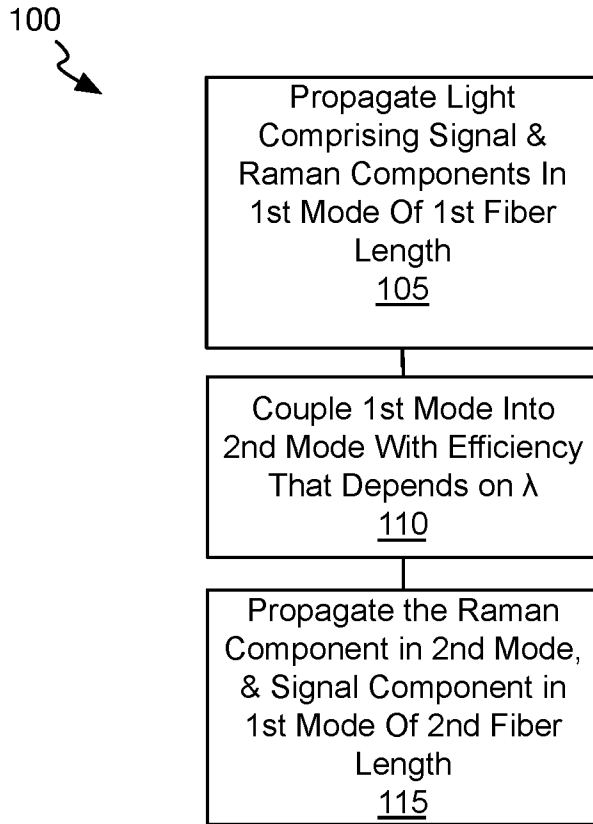 100
Propagate Light
Comprising Signal &
Raman Components In
1st Mode Of 1st Fiber
Length
105
Couple 1st Mode Into
2nd Mode With Efficiency
That Depends on λ
110
Propagate the Raman
Component in 2nd Mode,
& Signal Component in
1st Mode Of 2nd Fiber
Length
115